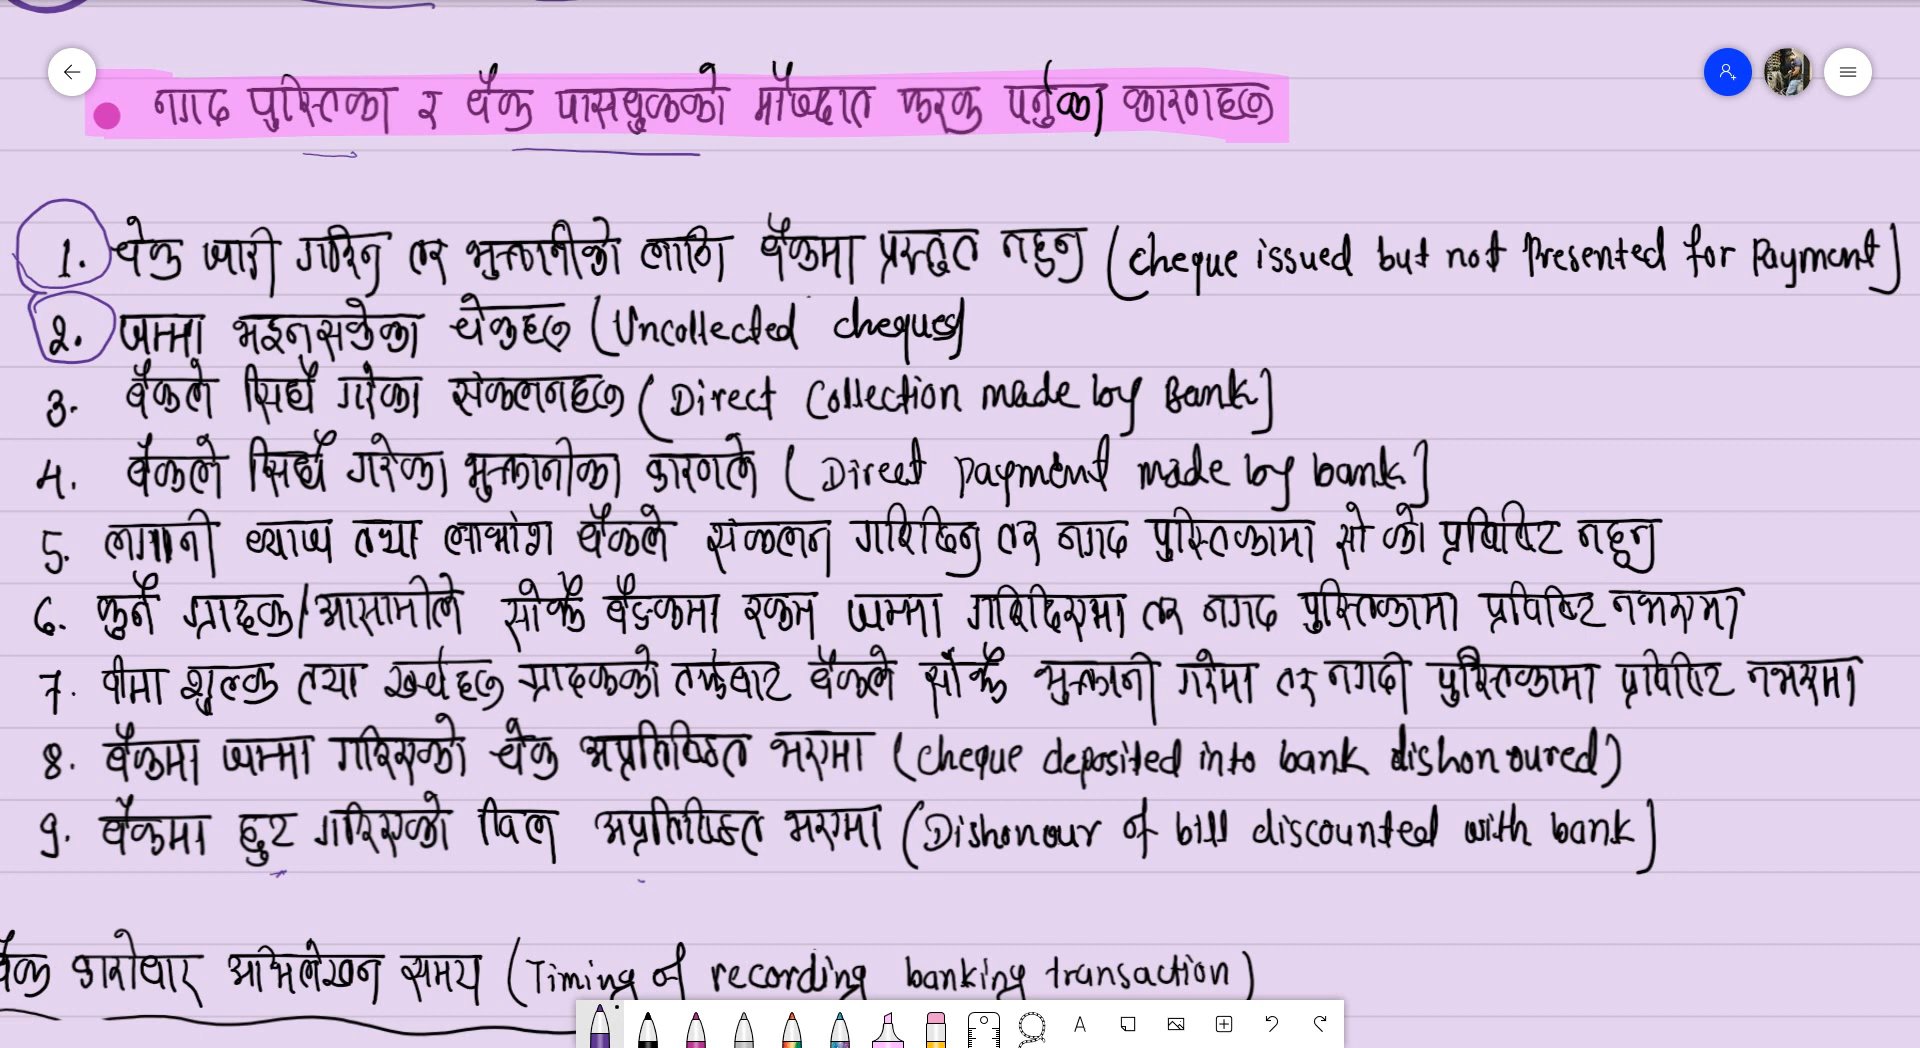 नगद पुस्तिका र बैंक पासबुकको मौज्दात फरक पर्नुका कारणहरू
1. चेक जारी गरिनु तर भुक्तानीको लागि बैंकमा प्रस्तुत नहुनु (cheque issued but not Presented for Payment)
2. जम्मा भइनसकेका चेकहरू (Uncollected cheques)
3. बैंकले सिधै गरेका संकलनहरू (Direct Collection made by Bank)
4. बैंकले सिधै गरेका भुक्तानीका कारणले (Direct Payment made by bank)
5. लगानी ब्याज तथा लाभांश बैंकले संकलन गरिदिनु तर नगद पुस्तिकामा सो को प्रविष्टि नहुनु
6. कुनै ग्राहक/आसामीले सोझै बैङकमा रकम जम्मा गरिदिएमा तर नगद पुस्तिकामा प्रविष्टि नभएमा
7. बीमा शुल्क तथा खर्चहरू ग्राहकको तर्फबाट बैंकले सोझै भुक्तानी गरेमा तर नगदी पुस्तिकामा प्रविष्टि नभएमा
8. बैंकमा जम्मा गरिएको चेक अप्रतिष्ठित भएमा (cheque deposited into bank dishonoured)
9. बैंकमा छुट गरिएको विल अप्रतिष्ठित भएमा (Dishonour of bill discounted with bank)
बैंक कारोबार अभिलेखन समय (Timing of recording banking transaction)
A